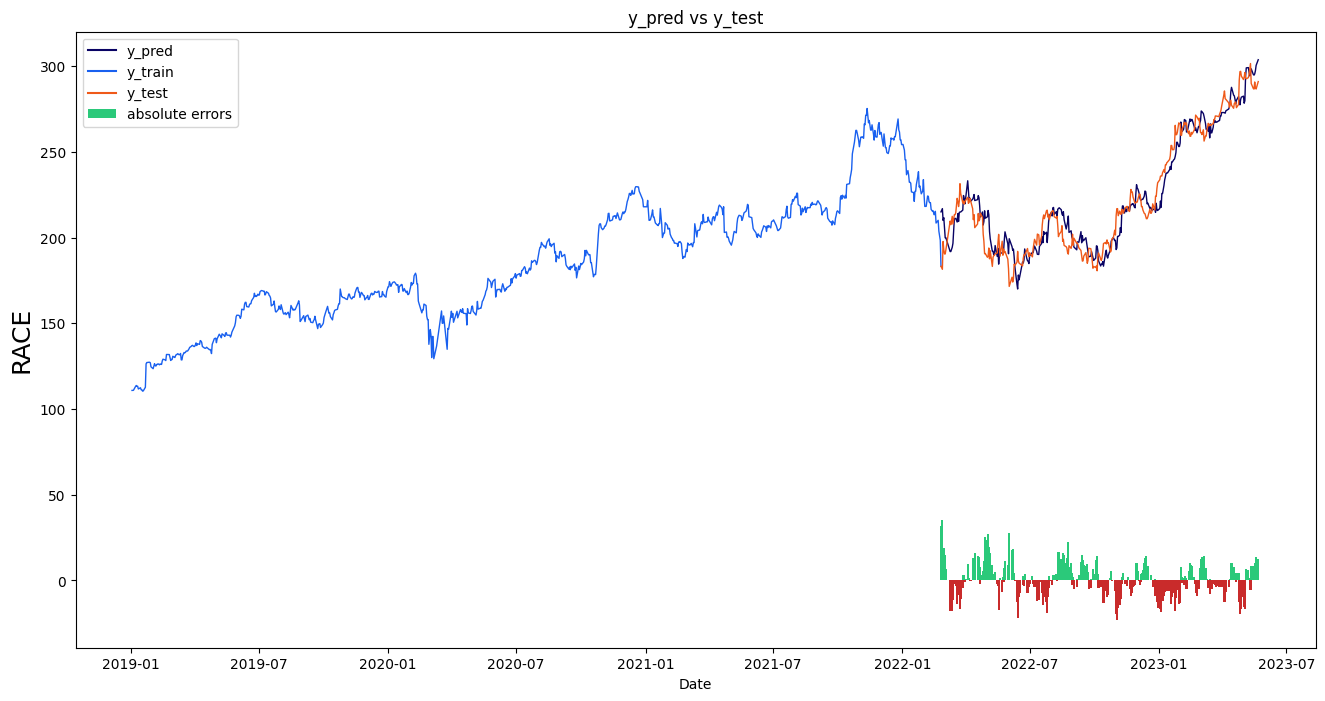 y_pred vs y_test
y_pred
y_train
y_test
absolute errors
300
250
200
150
100
50
0
RACE
2019-01 2019-07 2020-01 2020-07 2021-01 2021-07 2022-01 2022-07 2023-01 2023-07
Date